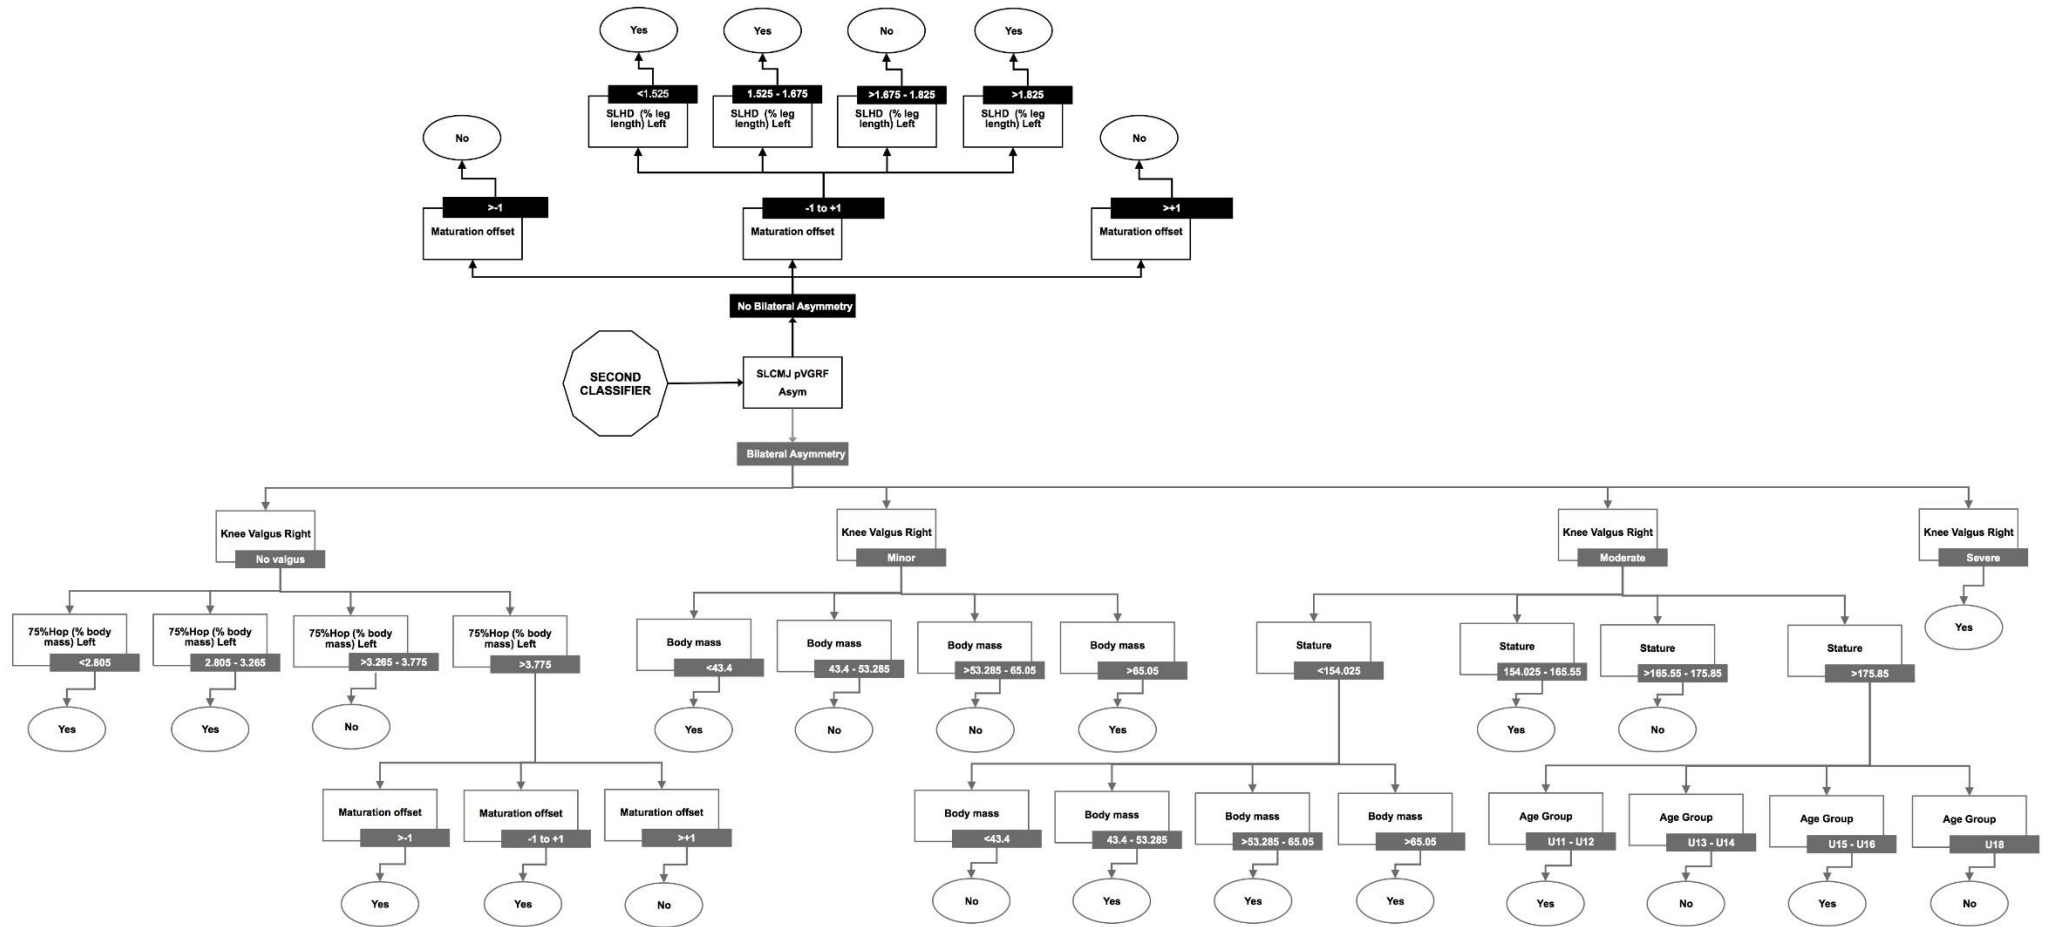 Yes
Yes
No
Yes
<1.525
1.525 - 1.675
>1.675 - 1.825
>1.825
SLHD (% leg
length) Left
SLHD (% leg
length) Left
SLHD (% leg
length) Left
SLHD (% leg
length) Left
No
No
>-1
-1 to +1
>+1
Maturation offset
Maturation offset
Maturation offset
No Bilateral Asymmetry
SECOND
CLASSIFIER
SLCMJ pVGRF
Asym
Bilateral Asymmetry
Knee Valgus Right
No valgus
Knee Valgus Right
Minor
Knee Valgus Right
Moderate
Knee Valgus Right
Severe
75%Hop (% body
mass) Left
<2.805
75%Hop (% body
mass) Left
2.805 - 3.265
75%Hop (% body
mass) Left
>3.265 - 3.775
75%Hop (% body
mass) Left
>3.775
Body mass
<43.4
Body mass
43.4 - 53.285
Body mass
>53.285 - 65.05
Body mass
>65.05
Stature
<154.025
Stature
154.025 - 165.55
Stature
>165.55 - 175.85
Stature
>175.85
Yes
Yes
Yes
No
Yes
No
No
Yes
Yes
No
Maturation offset
>-1
Maturation offset
-1 to +1
Maturation offset
>+1
Body mass
<43.4
Body mass
43.4 - 53.285
Body mass
>53.285 - 65.05
Body mass
>65.05
Age Group
U11 - U12
Age Group
U13 - U14
Age Group
U15 - U16
Age Group
U18
Yes
Yes
No
No
Yes
Yes
Yes
Yes
No
Yes
No